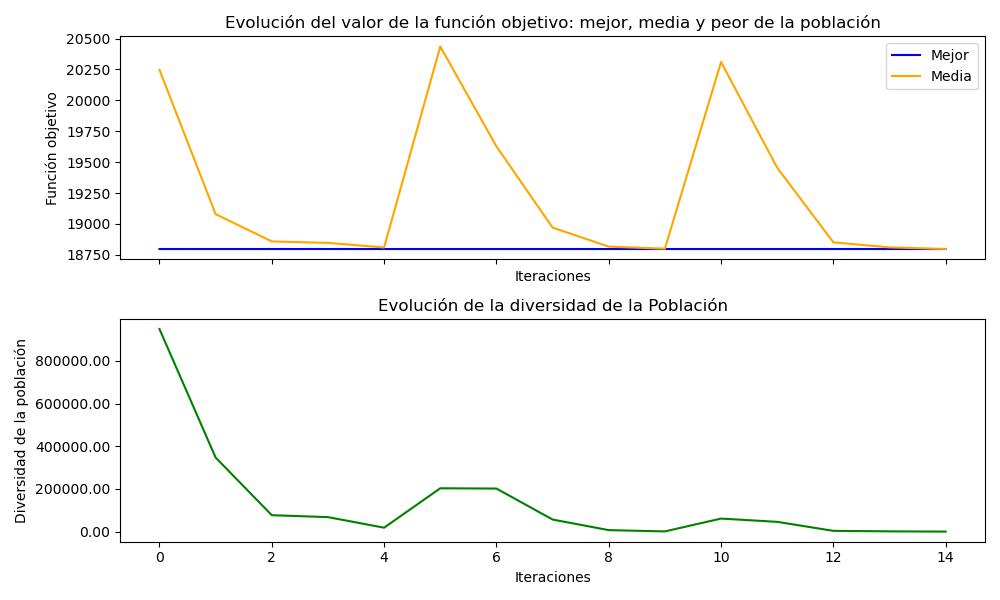 Evolución del valor de la función objetivo: mejor, media y peor de la población
20500
20250
20000
19750
19500
19250
19000
18750
Función objetivo
Mejor
Media
Iteraciones
Evolución de la diversidad de la Población
800000.00
600000.00
400000.00
200000.00
0.00
Diversidad de la población
0 2 4 6 8 10 12 14
Iteraciones